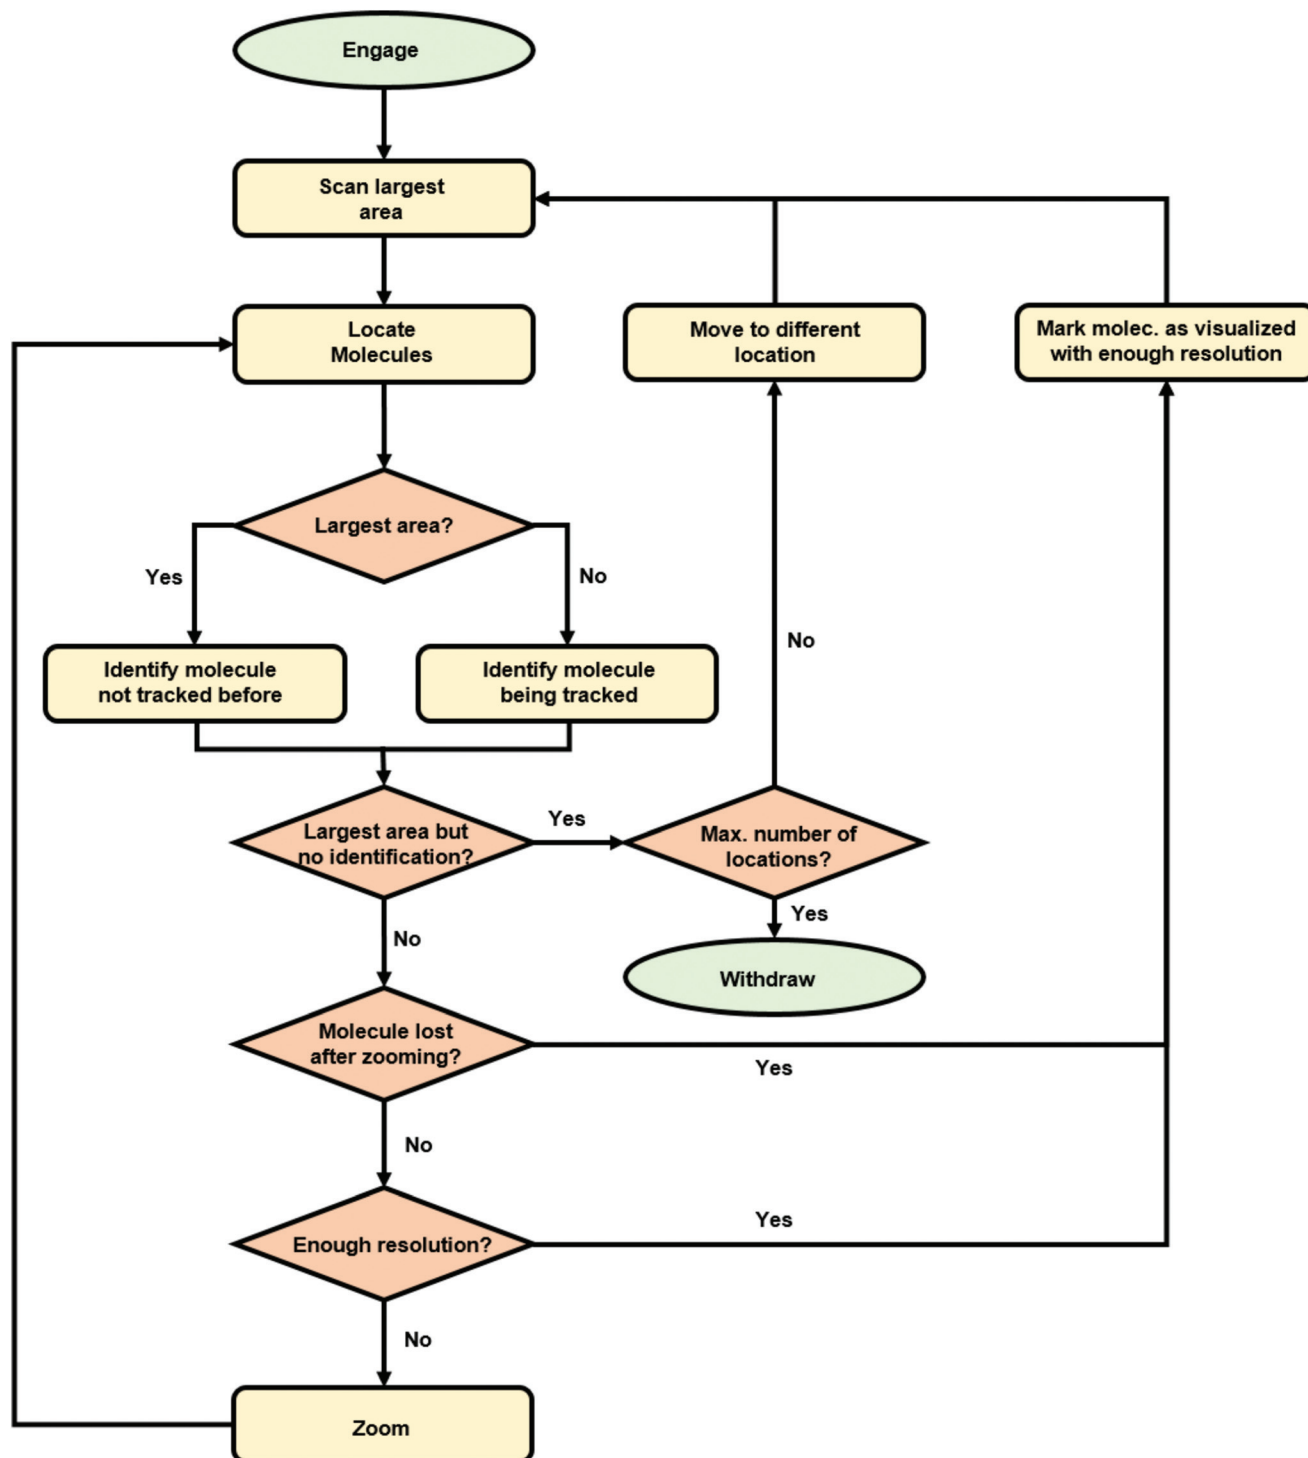 Engage
Scan largest
area
Locate
Molecules
Move to different
location
Mark molec. as visualized
with enough resolution
Largest area?
Yes
No
Identify molecule
not tracked before
Identify molecule
being tracked
No
Largest area but
no identification?
Yes
Max. number of
locations?
Yes
No
Withdraw
Molecule lost
after zooming?
Yes
No
Enough resolution?
Yes
No
Zoom